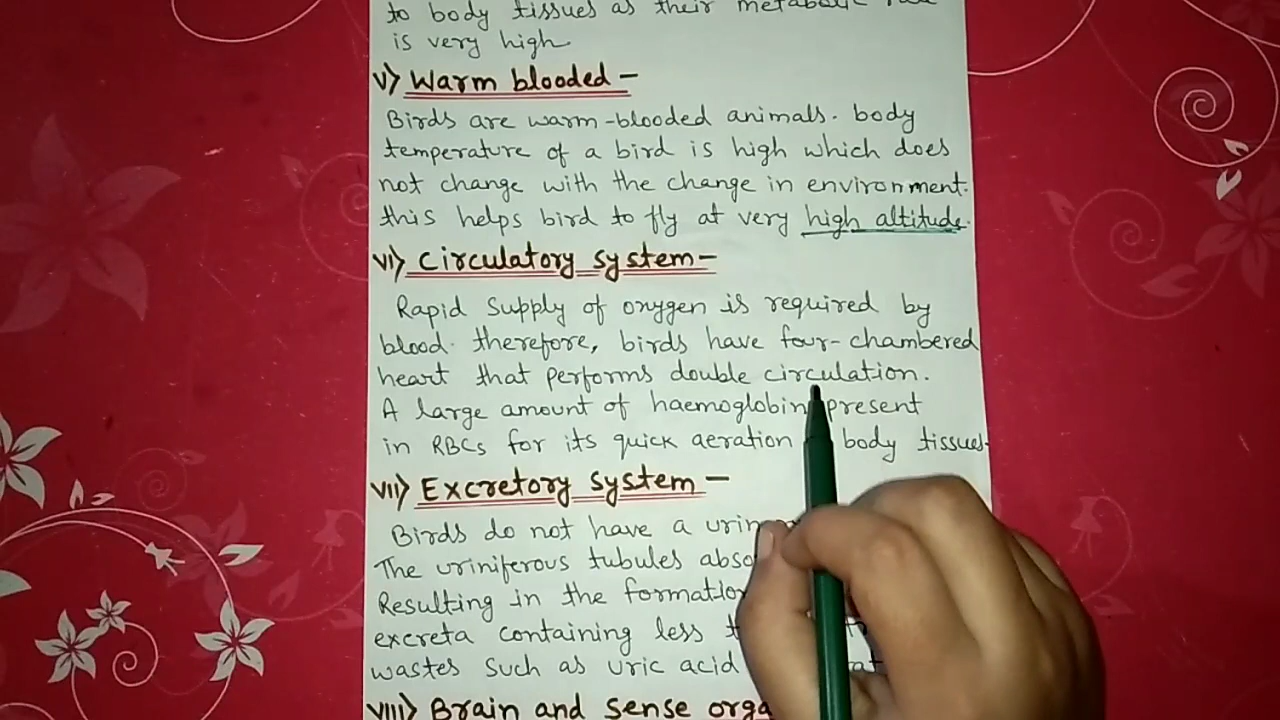 to body tissues as their metabolic
is very high
V) Warm blooded -
Birds are warm-blooded animals. body
temperature of a bird is high which does
not change with the change in environment.
this helps bird to fly at very high altitude.
VI) Circulatory system-
Rapid supply of oxygen is required by
blood. therefore, birds have four-chambered
heart that performs double circulation.
A large amount of haemoglobin present
in RBCs for its quick aeration body tissues.
VII) Excretory system -
Birds do not have a
The uriniferous tubules
Resulting in the formation
excreta containing less
wastes such as uric acid
VIII) Brain and sense